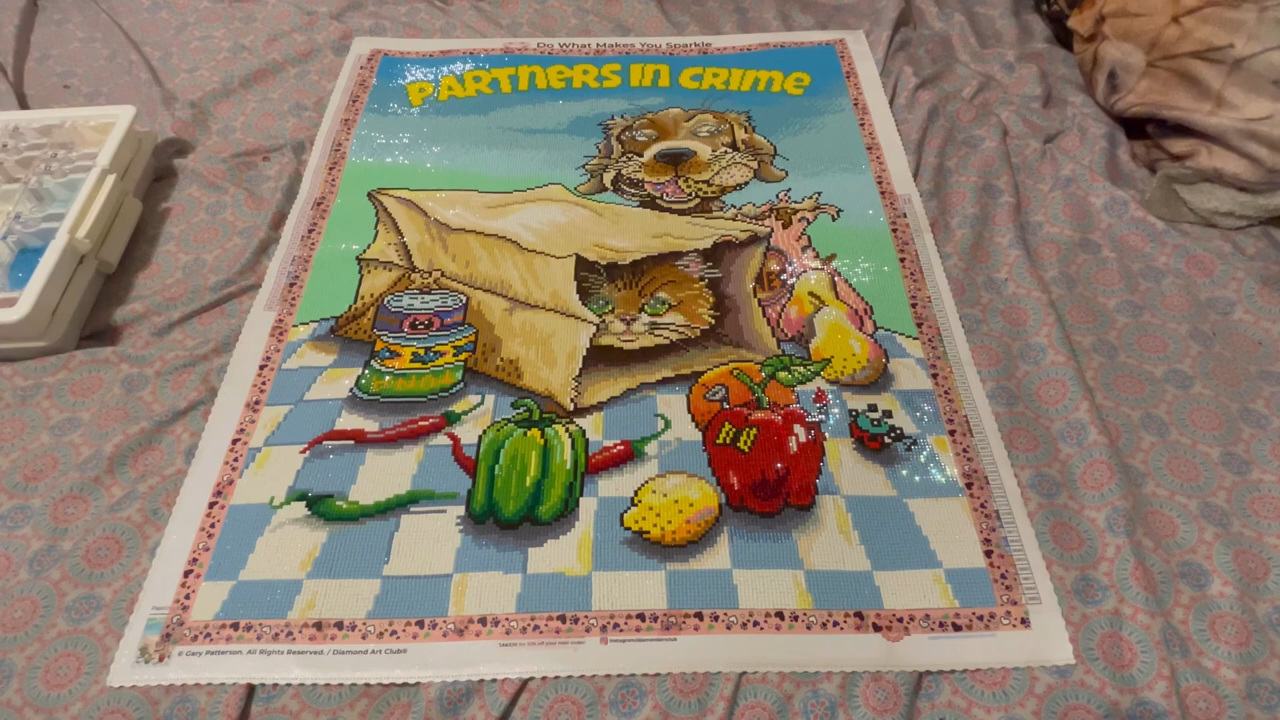 Do What Makes You Sparkle
PARTNERS IN CRIME
© Gary Patterson. All Rights Reserved. / Diamond Art Club®